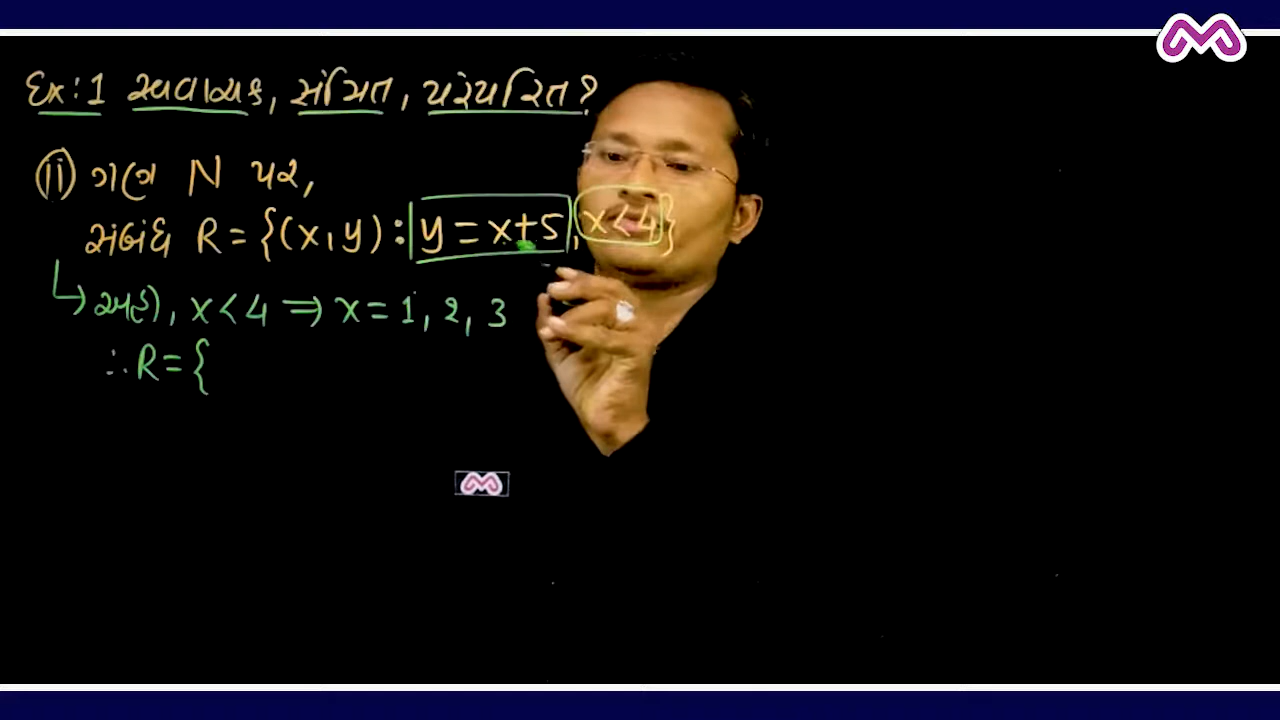 Ex:1 સ્વવાચક, સંમિત, પરંપરિત?
(ii) ગણ N પર,
સંબંધ R = {(x, y) : y = x+5, x < 4}
↳ અહીં, x < 4 ⇒ x = 1, 2, 3
∴ R = {